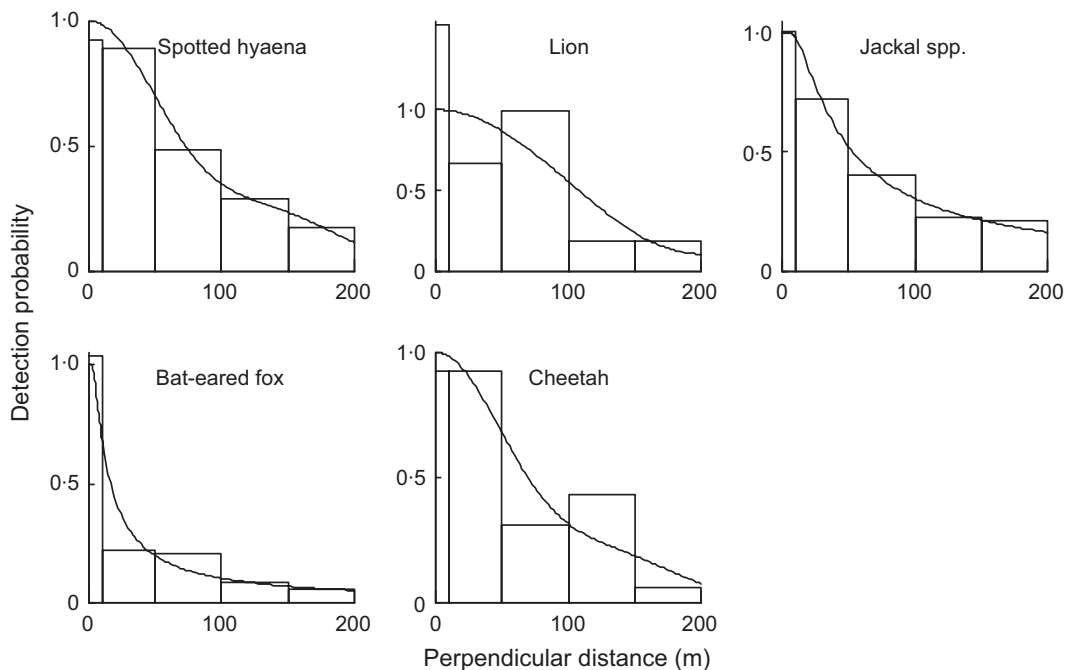 Spotted hyaena
1·0
0·5
0
0 100 200
Lion
1·0
0·5
0
0 100 200
Jackal spp.
1·0
0·5
0
0 100 200
Detection probability
Bat-eared fox
1·0
0·5
0
0 100 200
Cheetah
1·0
0·5
0
0 100 200
Perpendicular distance (m)